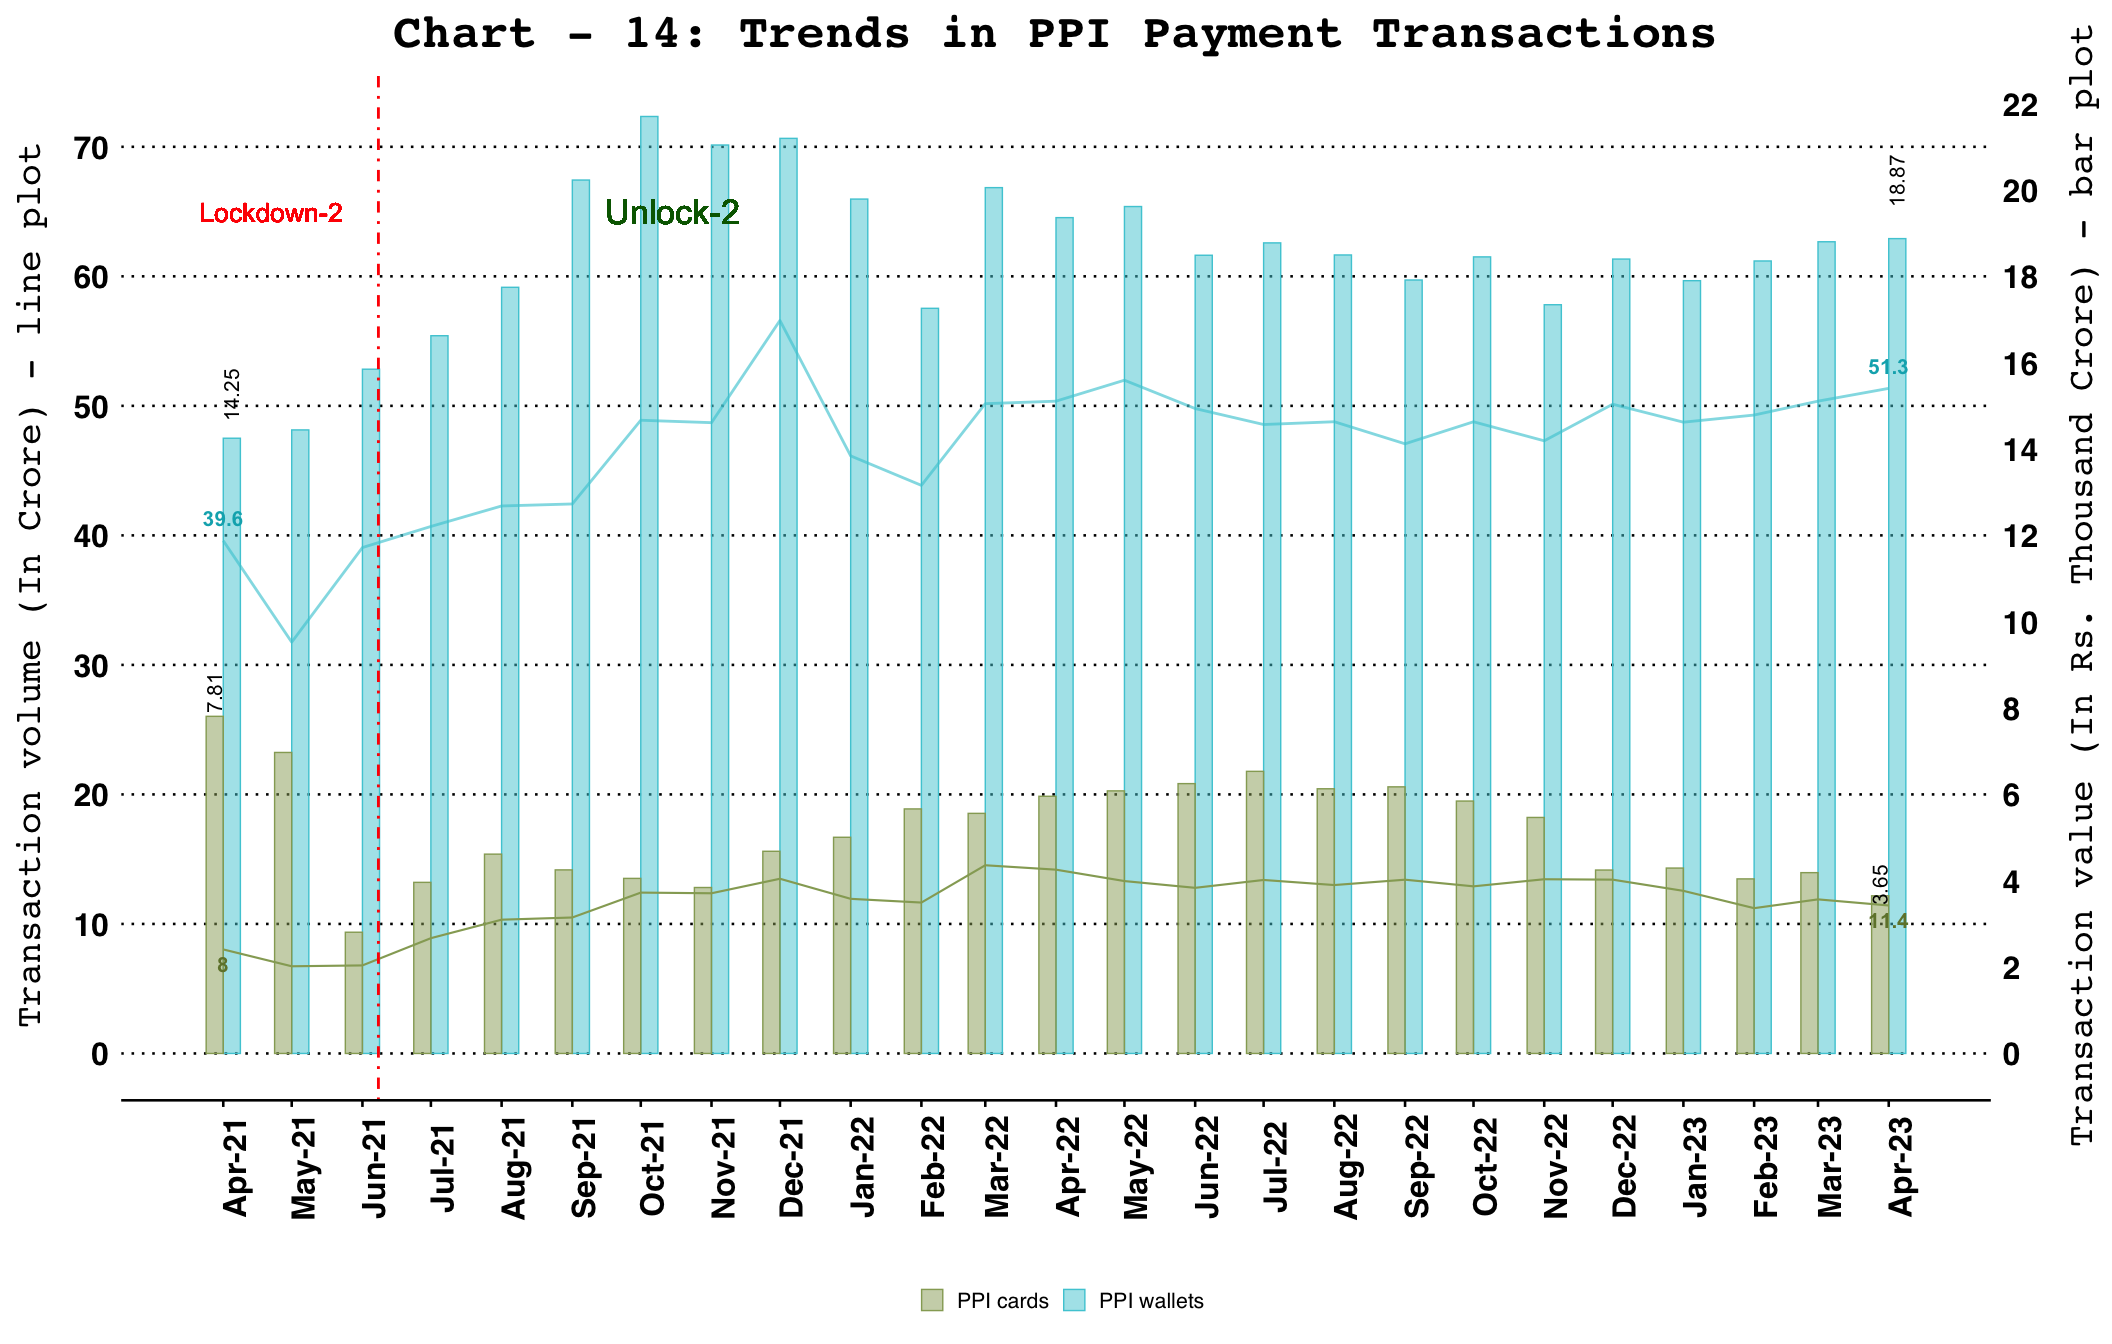 Chart - 14: Trends in PPI Payment Transactions
Transaction volume (In Crore) - line plot
70
60
50
40
30
20
10
0
Lockdown-2
Unlock-2
14.25
39.6
7.81
8
18.87
51.3
3.65
11.4
22
20
18
16
14
12
10
8
6
4
2
0
Transaction value (In Rs. Thousand Crore) - bar plot
Apr-21
May-21
Jun-21
Jul-21
Aug-21
Sep-21
Oct-21
Nov-21
Dec-21
Jan-22
Feb-22
Mar-22
Apr-22
May-22
Jun-22
Jul-22
Aug-22
Sep-22
Oct-22
Nov-22
Dec-22
Jan-23
Feb-23
Mar-23
Apr-23
PPI cards
PPI wallets